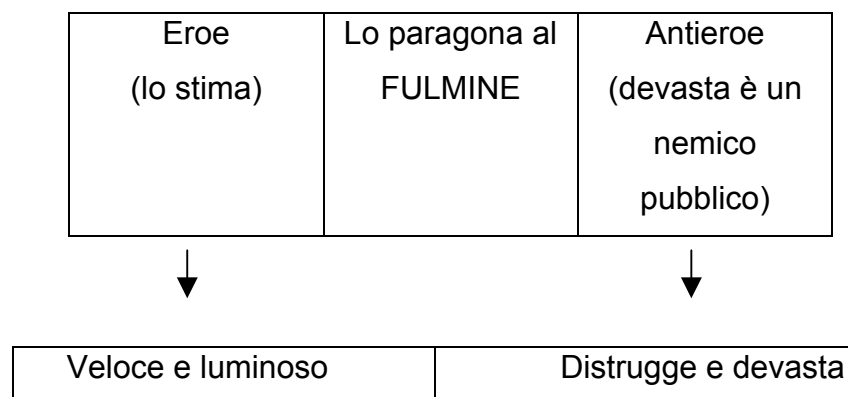 Eroe
(lo stima)
Lo paragona al
FULMINE
Antieroe
(devasta è un
nemico
pubblico)
Veloce e luminoso
Distrugge e devasta